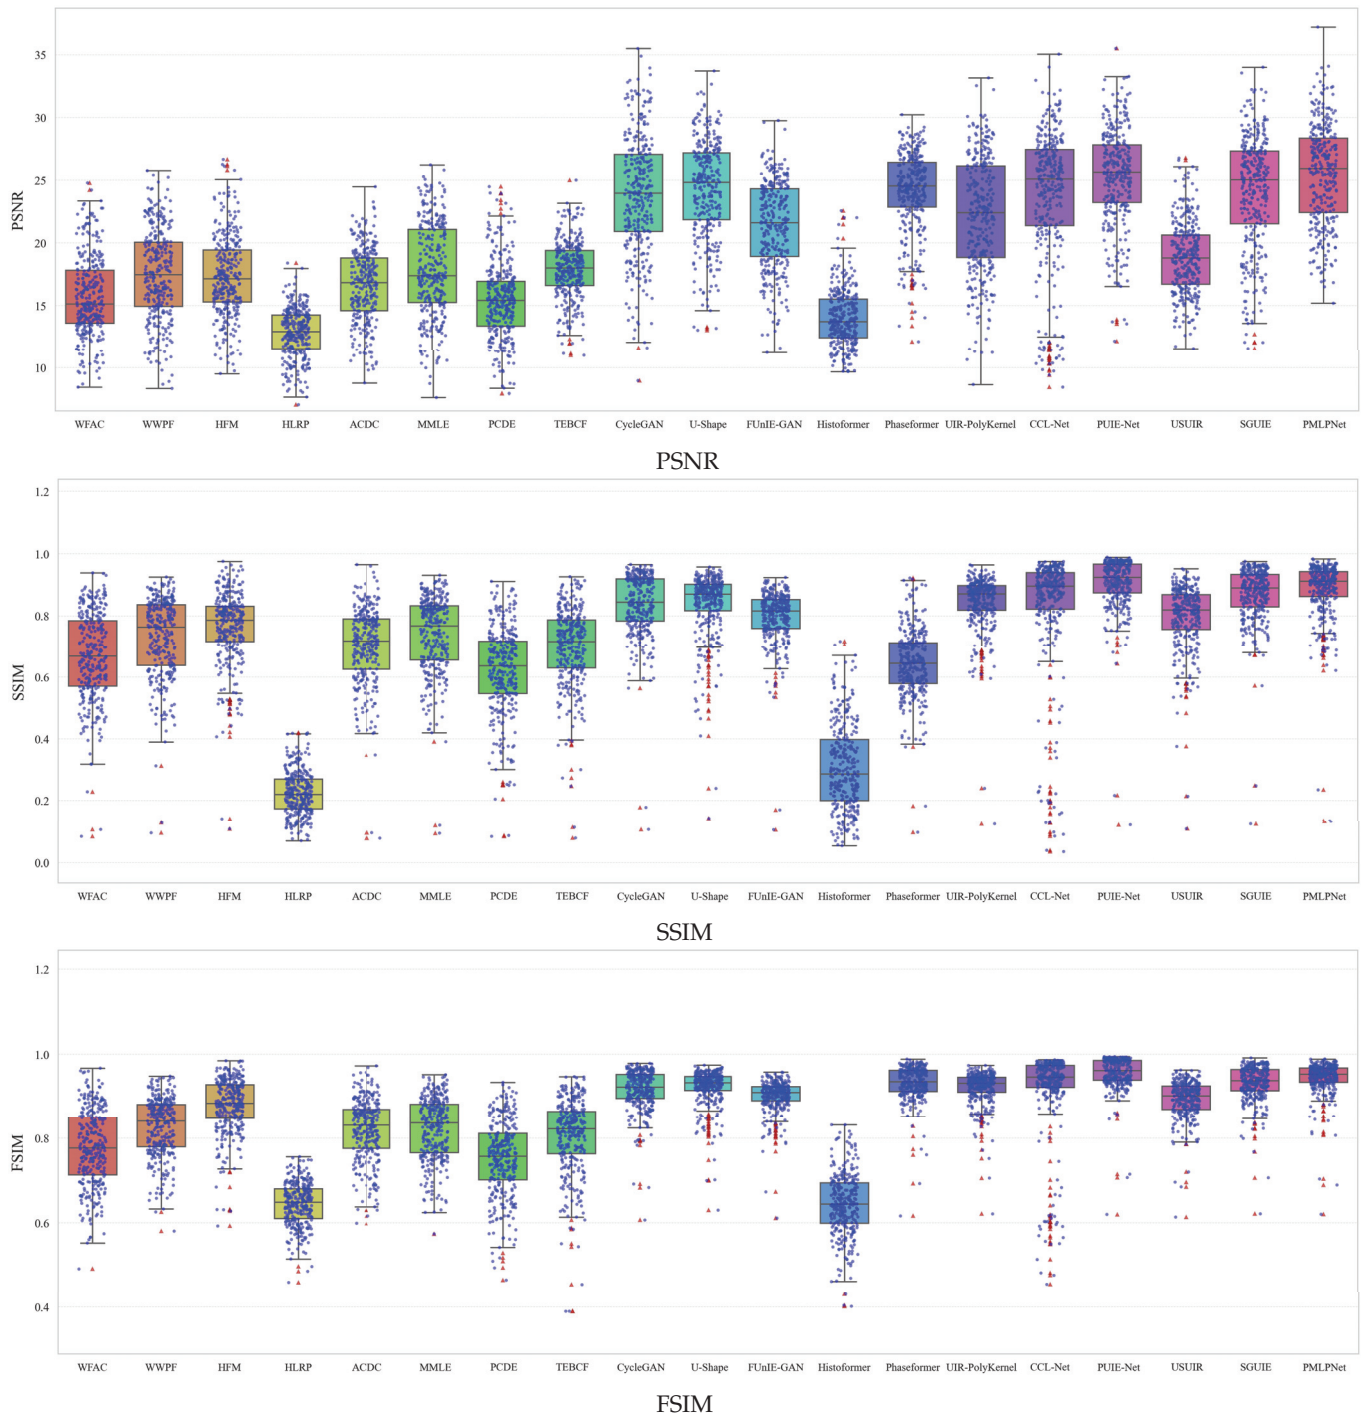 PSNR
35
30
25
20
15
10
WFAC WWPF HFM HLRP ACDC MMLE PCDE TEBCF CycleGAN U-Shape FUnIE-GAN Histoformer Phaseformer UIR-PolyKernel CCL-Net PUIE-Net USUIR SGUIE PMLPNet
PSNR
SSIM
1.2
1.0
0.8
0.6
0.4
0.2
0.0
WFAC WWPF HFM HLRP ACDC MMLE PCDE TEBCF CycleGAN U-Shape FUnIE-GAN Histoformer Phaseformer UIR-PolyKernel CCL-Net PUIE-Net USUIR SGUIE PMLPNet
SSIM
FSIM
1.2
1.0
0.8
0.6
0.4
WFAC WWPF HFM HLRP ACDC MMLE PCDE TEBCF CycleGAN U-Shape FUnIE-GAN Histoformer Phaseformer UIR-PolyKernel CCL-Net PUIE-Net USUIR SGUIE PMLPNet
FSIM